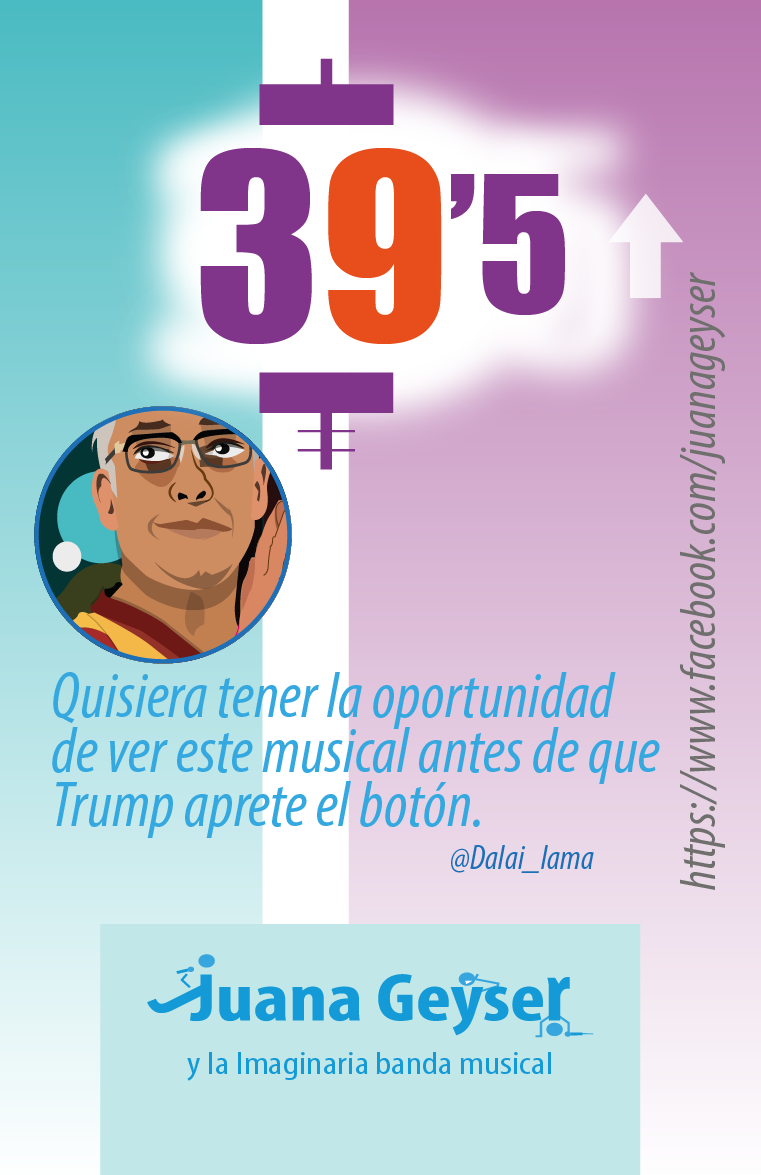 39’5
https://www.facebook.com/juanageyser
Quisiera tener la oportunidad
de ver este musical antes de que
Trump aprete el botón.
@Dalai_lama
Juana Geyser
y la Imaginaria banda musical